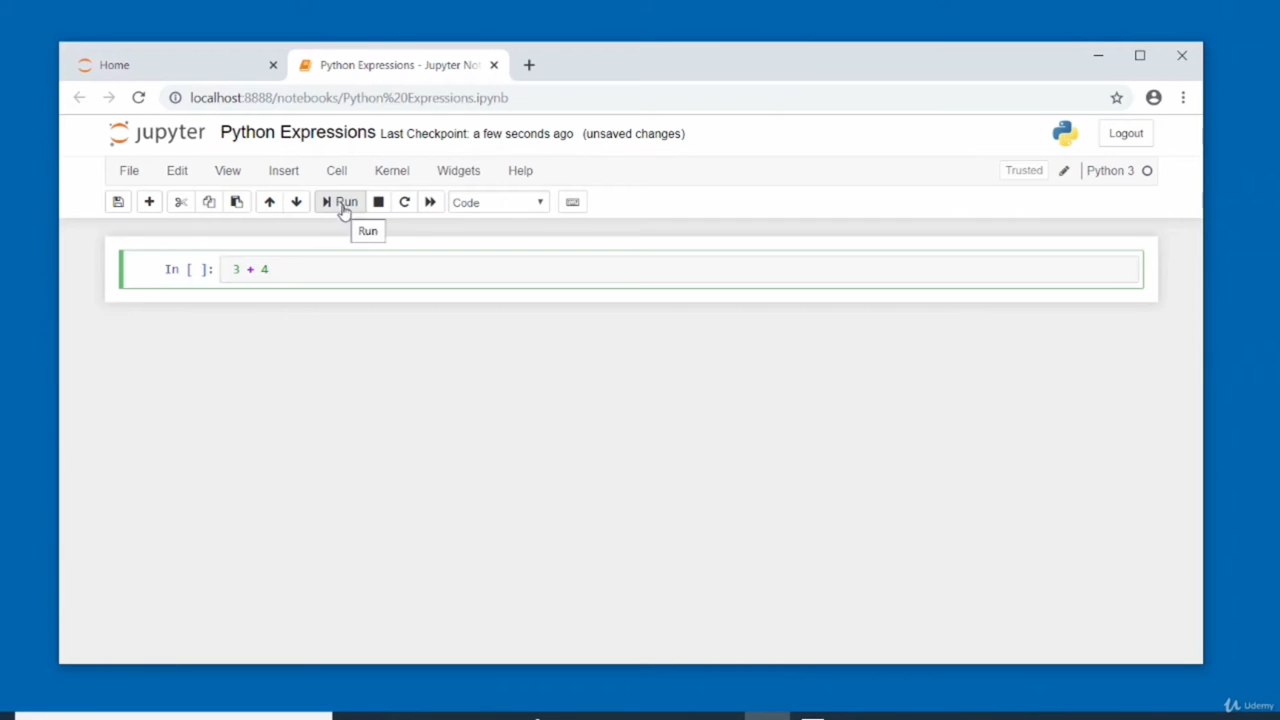 Home
Python Expressions - Jupyter Not
localhost:8888/notebooks/Python%20Expressions.ipynb
jupyter Python Expressions Last Checkpoint: a few seconds ago (unsaved changes)
Logout
File Edit View Insert Cell Kernel Widgets Help
Trusted Python 3
Run Code
Run
In [ ]: 3 + 4
Udemy